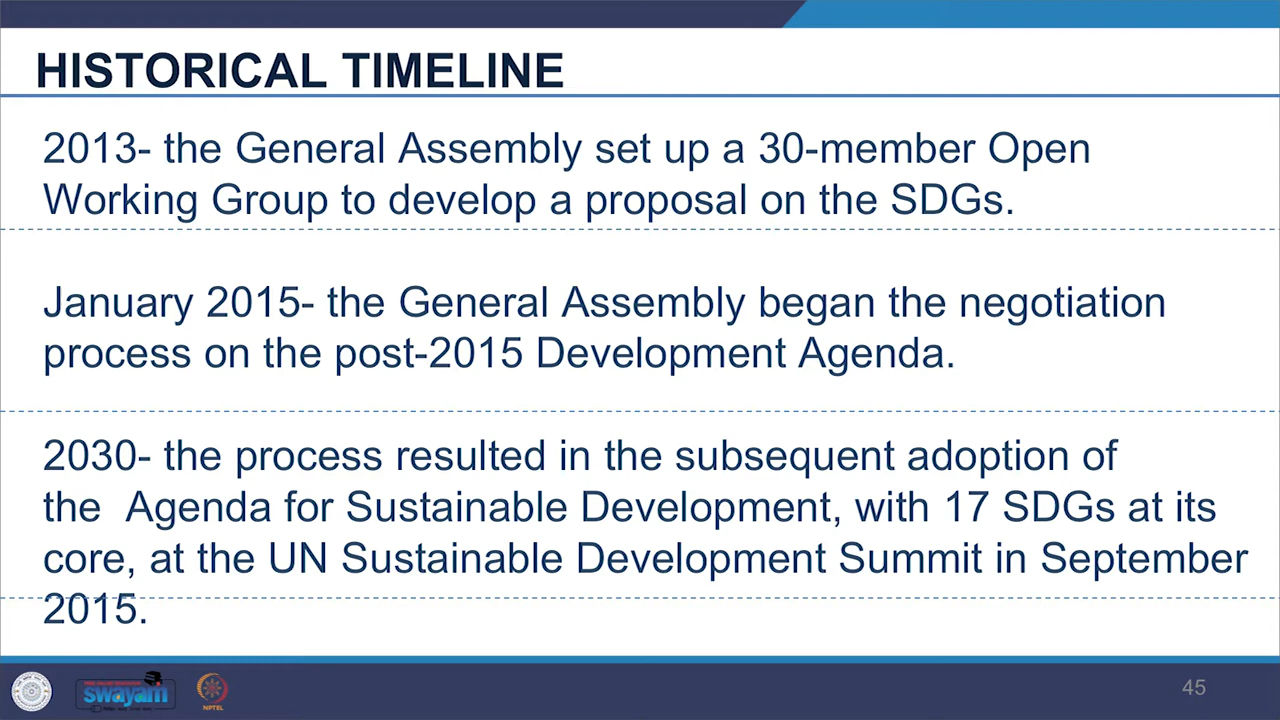 HISTORICAL TIMELINE
2013- the General Assembly set up a 30-member Open
Working Group to develop a proposal on the SDGs.
January 2015- the General Assembly began the negotiation
process on the post-2015 Development Agenda.
2030- the process resulted in the subsequent adoption of
the Agenda for Sustainable Development, with 17 SDGs at its
core, at the UN Sustainable Development Summit in September
2015.
swayam
NPTEL
45